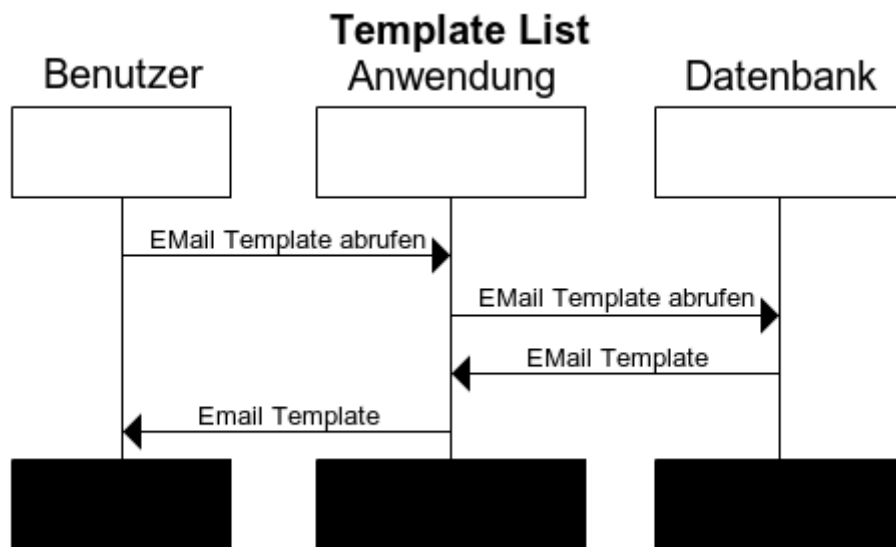 Template List
Benutzer
Anwendung
Datenbank
EMail Template abrufen
EMail Template abrufen
EMail Template
Email Template